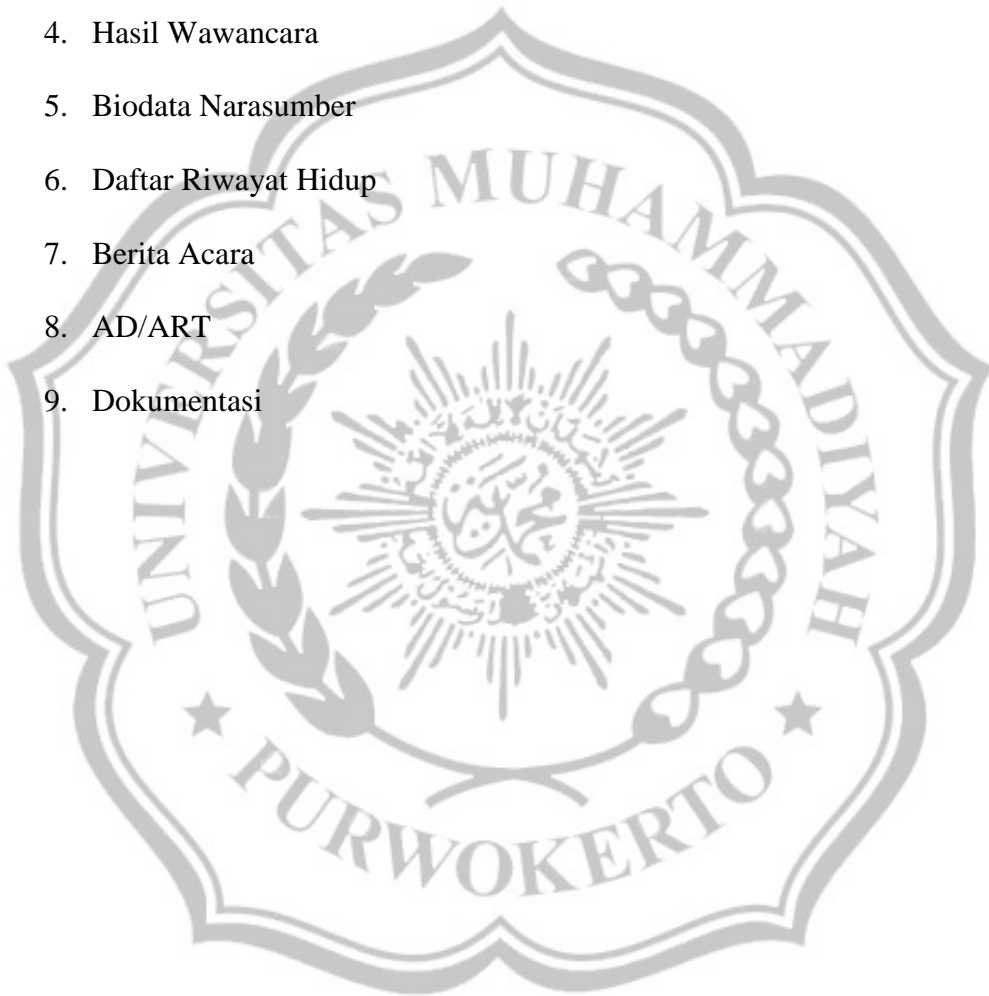 4. Hasil Wawancara
5. Biodata Narasumber
6. Daftar Riwayat Hidup
7. Berita Acara
8. AD/ART
9. Dokumentasi
UNIVERSITAS MUHAMMADIYAH
PURWOKERTO